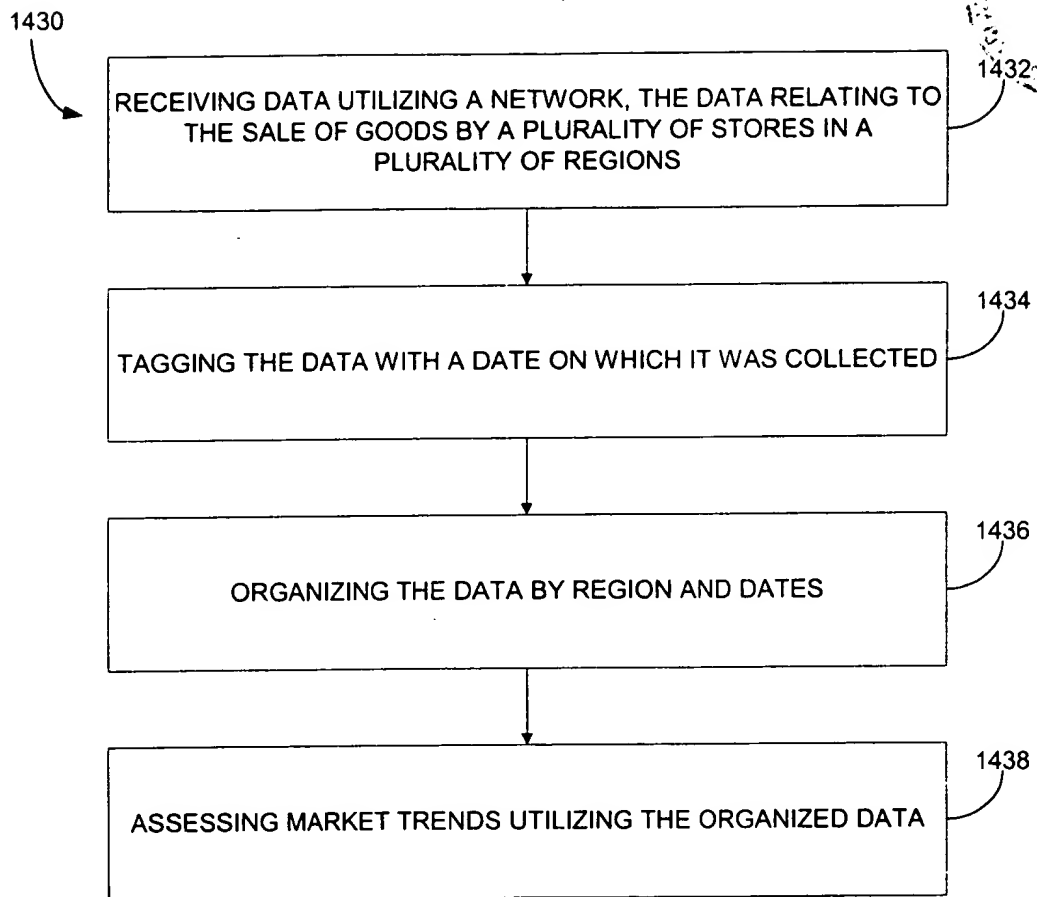 1430
1432
RECEIVING DATA UTILIZING A NETWORK, THE DATA RELATING TO
THE SALE OF GOODS BY A PLURALITY OF STORES IN A
PLURALITY OF REGIONS
1434
TAGGING THE DATA WITH A DATE ON WHICH IT WAS COLLECTED
1436
ORGANIZING THE DATA BY REGION AND DATES
1438
ASSESSING MARKET TRENDS UTILIZING THE ORGANIZED DATA